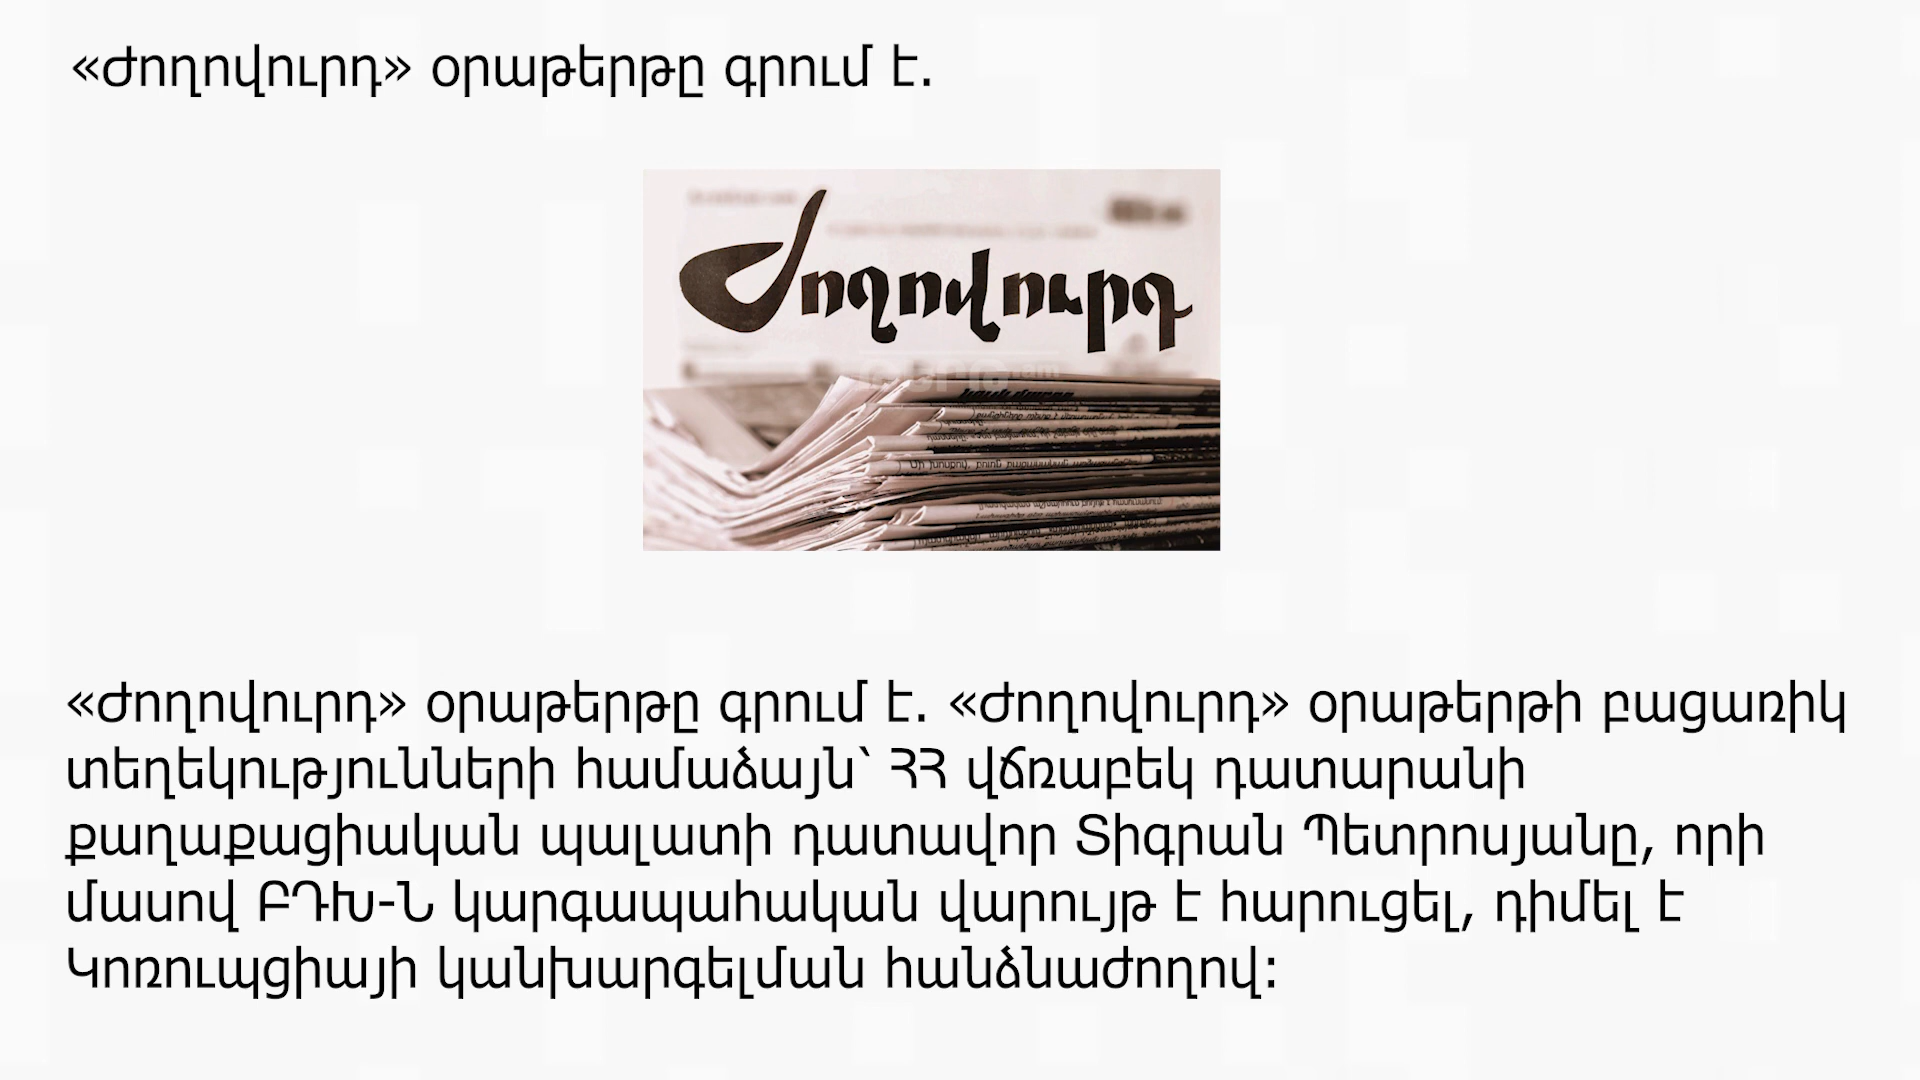 «Ժողովուրդ» օրաթերթը գրում է.
Ժողովուրդ
«Ժողովուրդ» օրաթերթը գրում է. «Ժողովուրդ» օրաթերթի բացառիկ
տեղեկությունների համաձայն՝ ՀՀ վճռաբեկ դատարանի
քաղաքացիական պալատի դատավոր Տիգրան Պետրոսյանը, որի
մասով ԲԴԽ-Ն կարգապահական վարույթ է հարուցել, դիմել է
Կոռուպցիայի կանխարգելման հանձնաժողով: